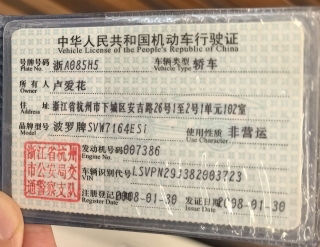 中华人民共和国机动车行驶证
Vehicle License of the People's Republic of China
号牌号码 浙A085H5 车辆类型 轿车
Plate No. Vehicle Type
所有人 卢爱花
Owner
住址 浙江省杭州市下城区安吉路26号1至2号1单元102室
Address
品牌型号 波罗牌SVW7164ESi 使用性质 非营运
Model Use Character
浙江省杭州市公安局交通警察支队
发动机号码 007386
Engine No.
车辆识别代号 LSVPN29J382003723
VIN
注册登记日期 2008-01-30 发证日期 2008-01-30
Register Date Issue Date